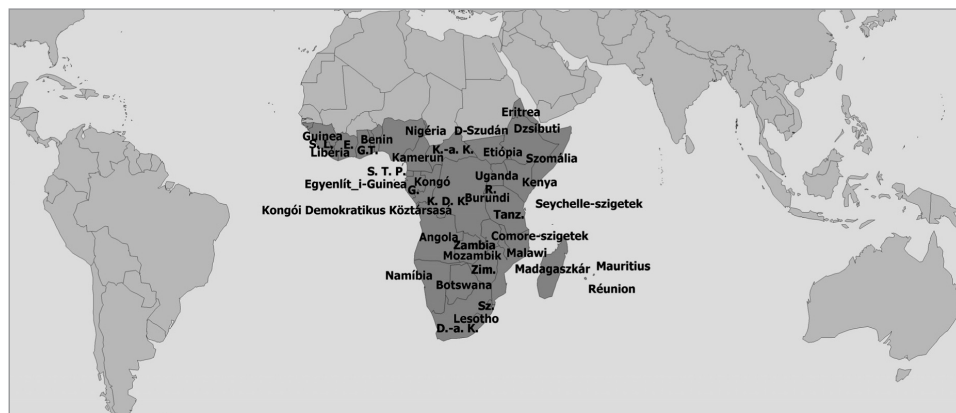 Eritrea
Nigéria D-Szudán Dzsibuti
Guinea Benin
S. L. E. G.T.
Libéria K.-a. K. Etiópia
Kamerun Szomália
S. T. P. Uganda
Egyenlít_i-Guinea Kongó Kenya
G. R.
K. D. K. Burundi
Seychelle-szigetek
Kongói Demokratikus Köztársasá
Tanz.
Angola Comore-szigetek
Zambia
Mozambik Malawi
Namíbia Zim. Madagaszkár Mauritius
Botswana Réunion
Sz.
Lesotho
D.-a. K.